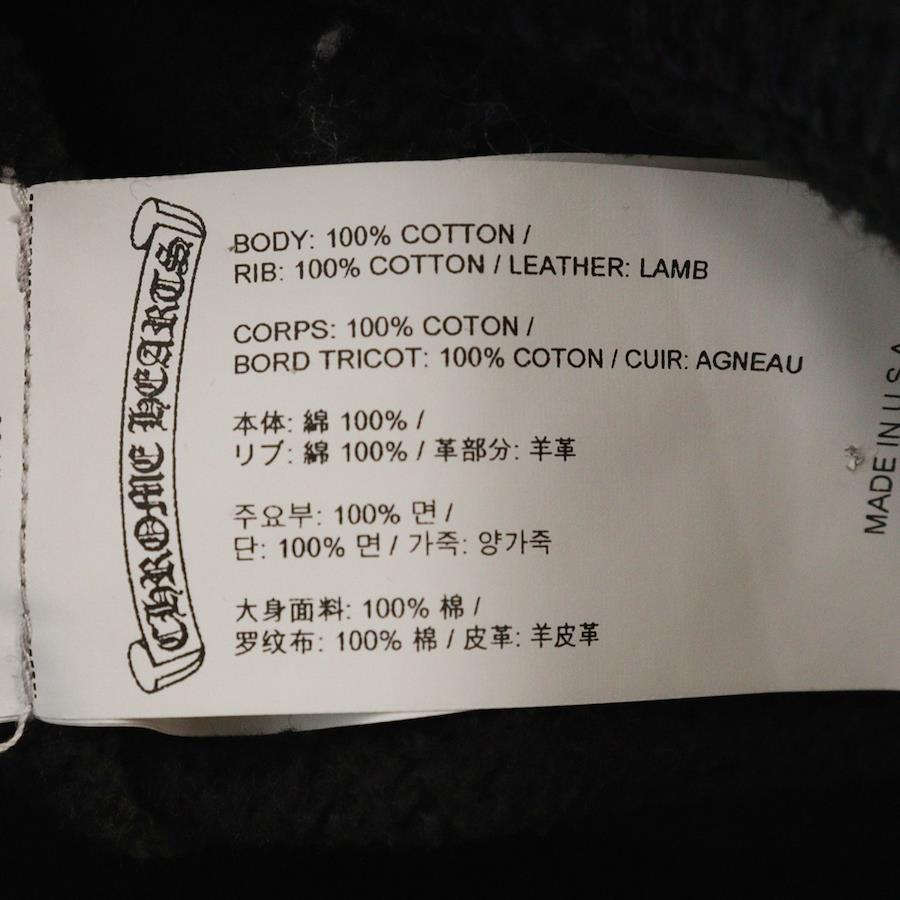 CHROME HEARTS
BODY: 100% COTTON /
RIB: 100% COTTON / LEATHER: LAMB
CORPS: 100% COTON /
BORD TRICOT: 100% COTON / CUIR: AGNEAU
本体: 綿 100% /
リブ: 綿 100% / 革部分: 羊革
주요부: 100% 면 /
단: 100% 면 / 가죽: 양가죽
大身面料: 100% 棉 /
罗纹布: 100% 棉 / 皮革: 羊皮革
MADE IN U.S.A